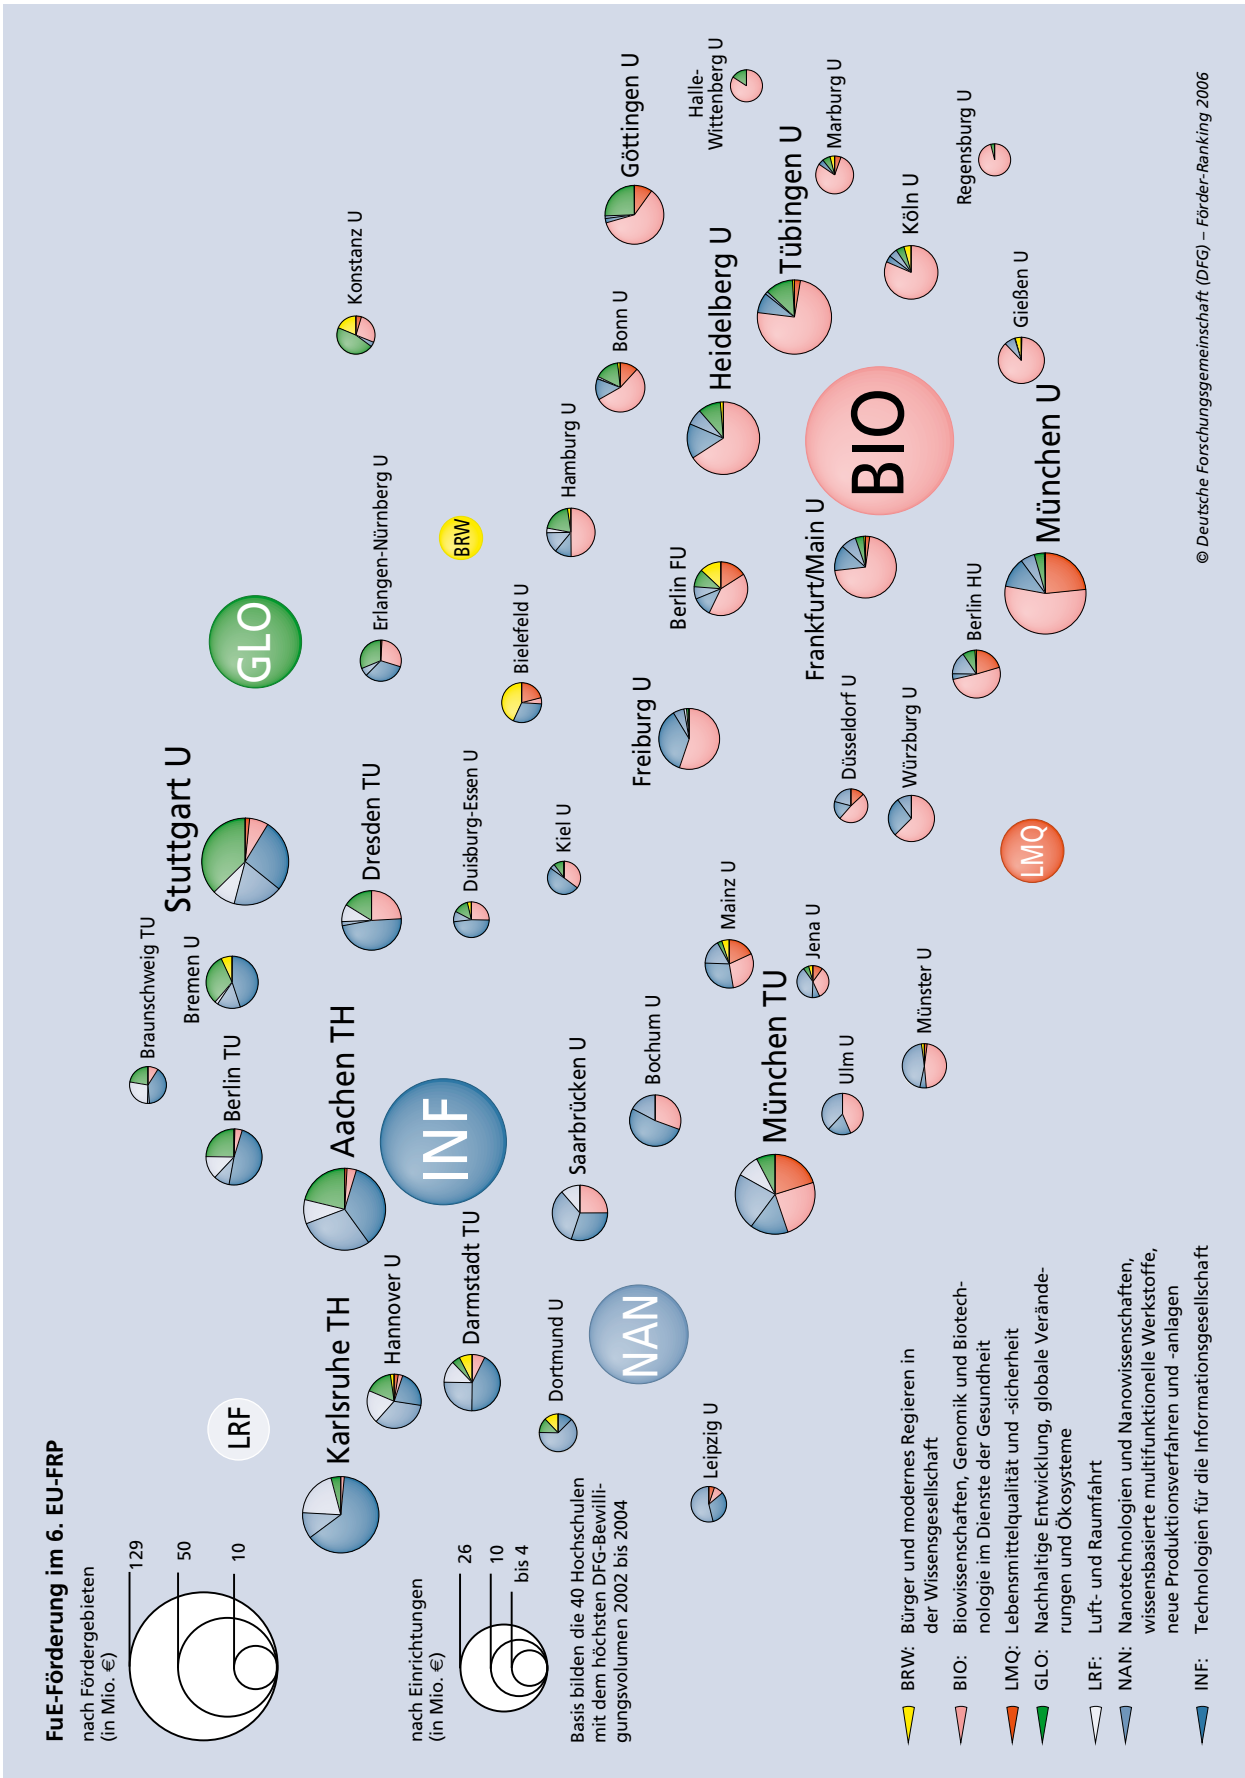 FuE-Förderung im 6. EU-FRP
nach Fördergebieten
(in Mio. €)
129
50
10
nach Einrichtungen
(in Mio. €)
26
10
bis 4
Basis bilden die 40 Hochschulen
mit dem höchsten DFG-Bewilli-
gungsvolumen 2002 bis 2004
LRF
Karlsruhe TH
Hannover U
Darmstadt TU
Dortmund U
NAN
Leipzig U
Braunschweig TU
Bremen U
Berlin TU
Aachen TH
INF
Saarbrücken U
Bochum U
München TU
Ulm U
Münster U
Jena U
Mainz U
Stuttgart U
Dresden TU
Duisburg-Essen U
Kiel U
Freiburg U
Düsseldorf U
Würzburg U
LMQ
GLO
Erlangen-Nürnberg U
BRW
Bielefeld U
Hamburg U
Berlin FU
Frankfurt/Main U
Berlin HU
München U
BIO
Konstanz U
Bonn U
Heidelberg U
Göttingen U
Tübingen U
Halle-
Wittenberg U
Marburg U
Köln U
Gießen U
Regensburg U
BRW: Bürger und modernes Regieren in
der Wissensgesellschaft
BIO: Biowissenschaften, Genomik und Biotech-
nologie im Dienste der Gesundheit
LMQ: Lebensmittelqualität und -sicherheit
GLO: Nachhaltige Entwicklung, globale Verände-
rungen und Ökosysteme
LRF: Luft- und Raumfahrt
NAN: Nanotechnologien und Nanowissenschaften,
wissensbasierte multifunktionelle Werkstoffe,
neue Produktionsverfahren und -anlagen
INF: Technologien für die Informationsgesellschaft
© Deutsche Forschungsgemeinschaft (DFG) – Förder-Ranking 2006